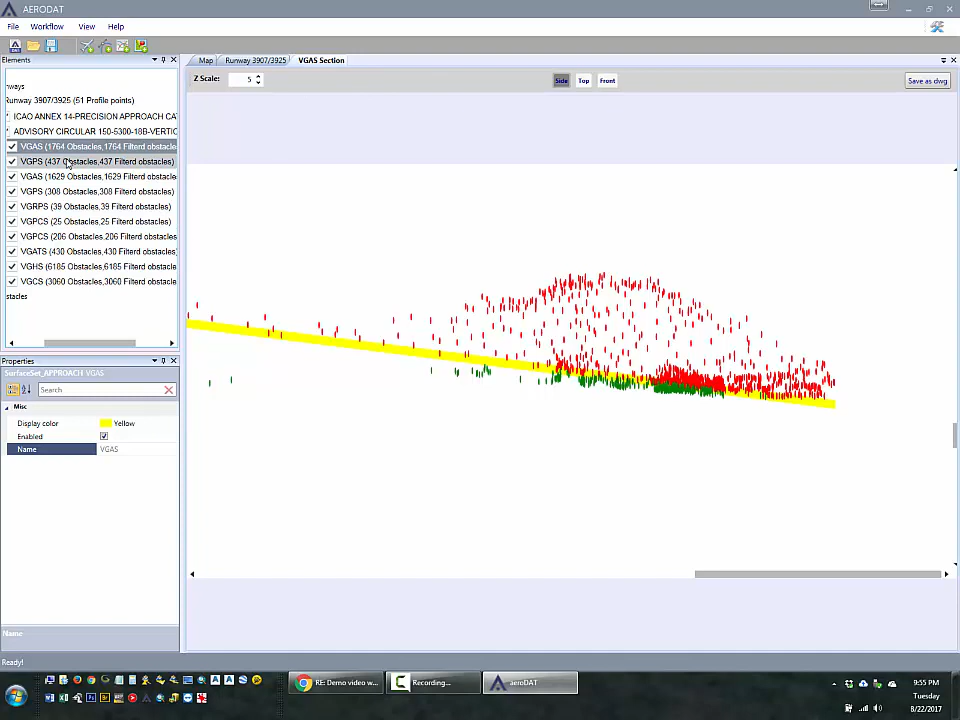 AERODAT
File Workflow View Help
Elements
Map Runway 3907/3925 VGAS Section
Z Scale: 5 Side Top Front Save as dwg
nways
Runway 3907/3925 (51 Profile points)
ICAO ANNEX 14-PRECISION APPROACH CAT
ADVISORY CIRCULAR 150-5300-18B-VERTIC
VGAS (1764 Obstacles,1764 Filterd obstacle
VGPS (437 Obstacles,437 Filterd obstacles)
VGAS (1629 Obstacles,1629 Filterd obstacle
VGPS (308 Obstacles,308 Filterd obstacles)
VGRPS (39 Obstacles,39 Filterd obstacles)
VGPCS (25 Obstacles,25 Filterd obstacles)
VGPCS (206 Obstacles,206 Filterd obstacle
VGATS (430 Obstacles,430 Filterd obstacles
VGHS (6185 Obstacles,6185 Filterd obstacle
VGCS (3060 Obstacles,3060 Filterd obstacle
stacles
Properties
SurfaceSet_APPROACH VGAS
Search
Misc
Display color Yellow
Enabled
Name VGAS
Name
Ready!
RE: Demo video w... Recording... aeroDAT
9:55 PM
Tuesday
8/22/2017